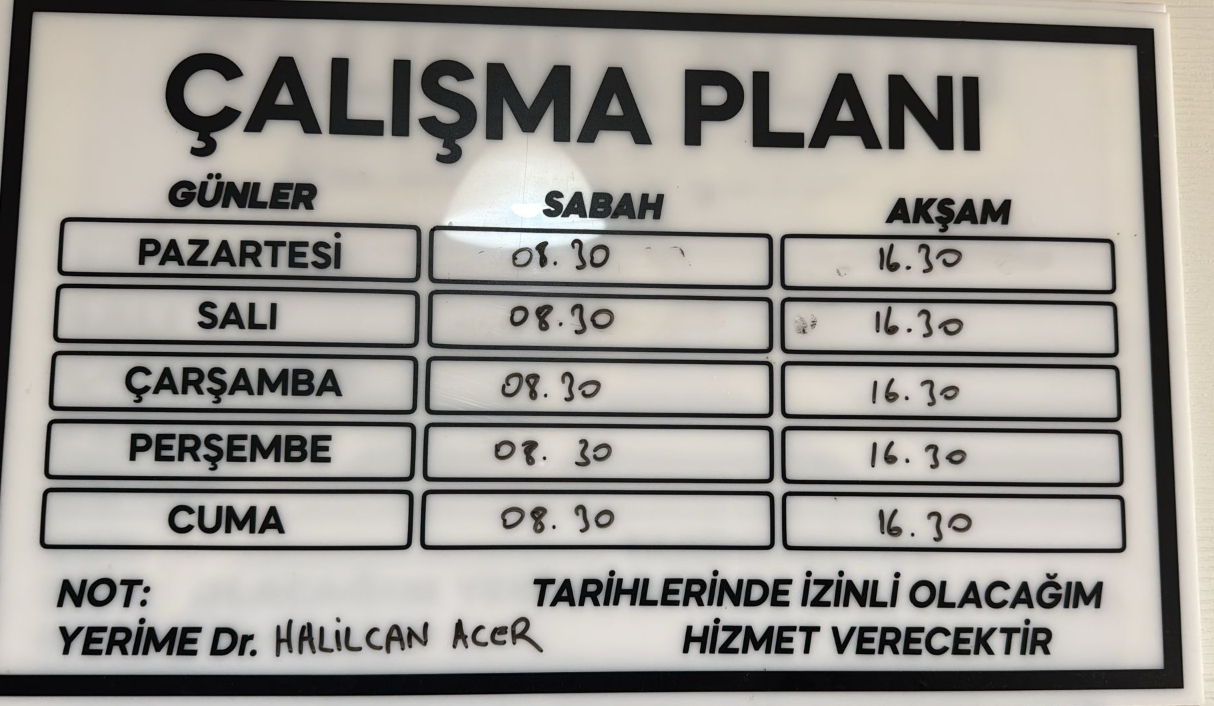 ÇALIŞMA PLANI
GÜNLER SABAH AKŞAM
PAZARTESİ 08.30 16.30
SALI 08.30 16.30
ÇARŞAMBA 08.30 16.30
PERŞEMBE 08.30 16.30
CUMA 08.30 16.30
NOT: TARİHLERİNDE İZİNLİ OLACAĞIM
YERİME Dr. HALİLCAN ACER HİZMET VERECEKTİR